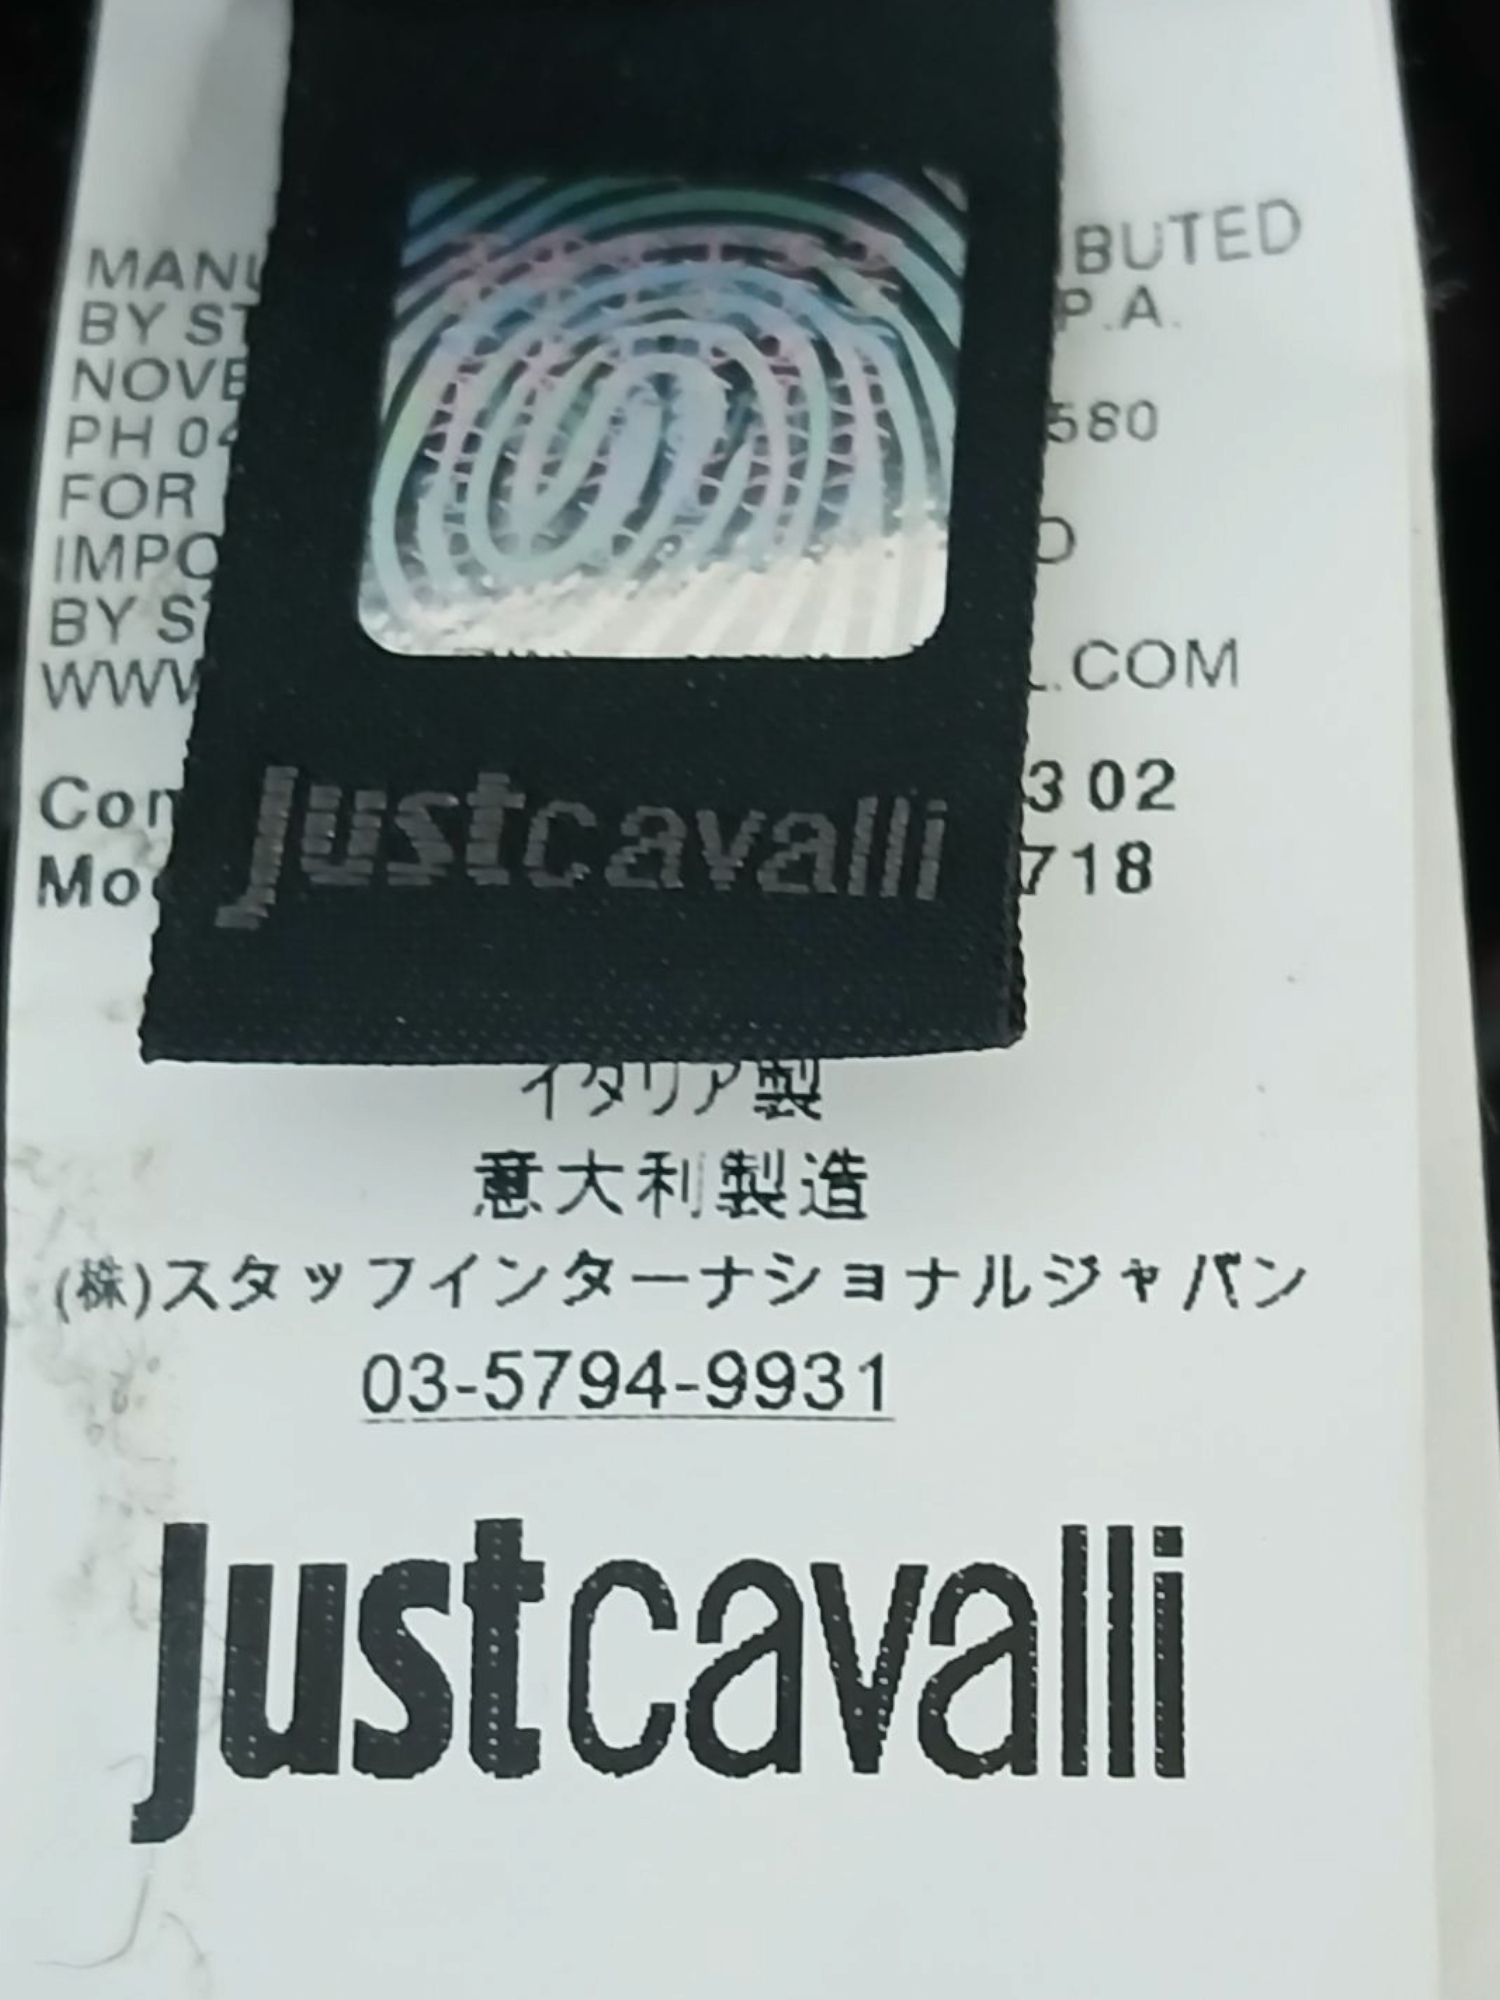 MANU BUTED
BY ST P.A.
NOVE
PH 04 580
FOR
IMPO D
BY S
WWW .COM
Com 3 02
Mo 718
justcavalli
イタリア製
意大利製造
(株)スタッフインターナショナルジャパン
03-5794-9931
justcavalli